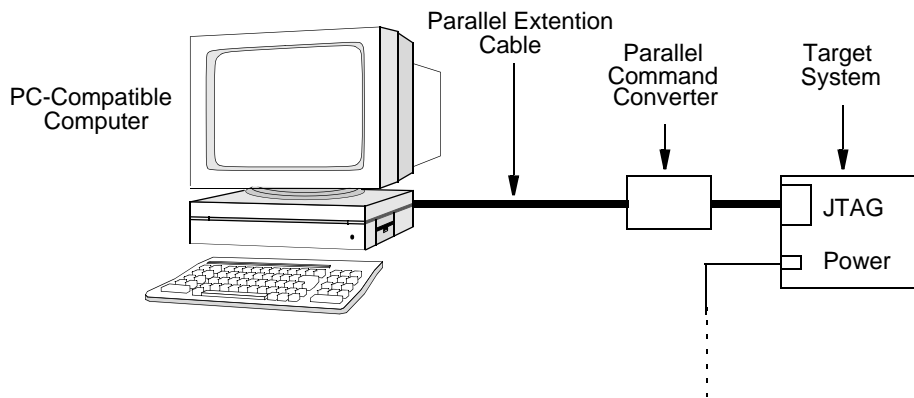 Parallel Extention
Cable
Parallel
Command
Converter
Target
System
PC-Compatible
Computer
JTAG
Power